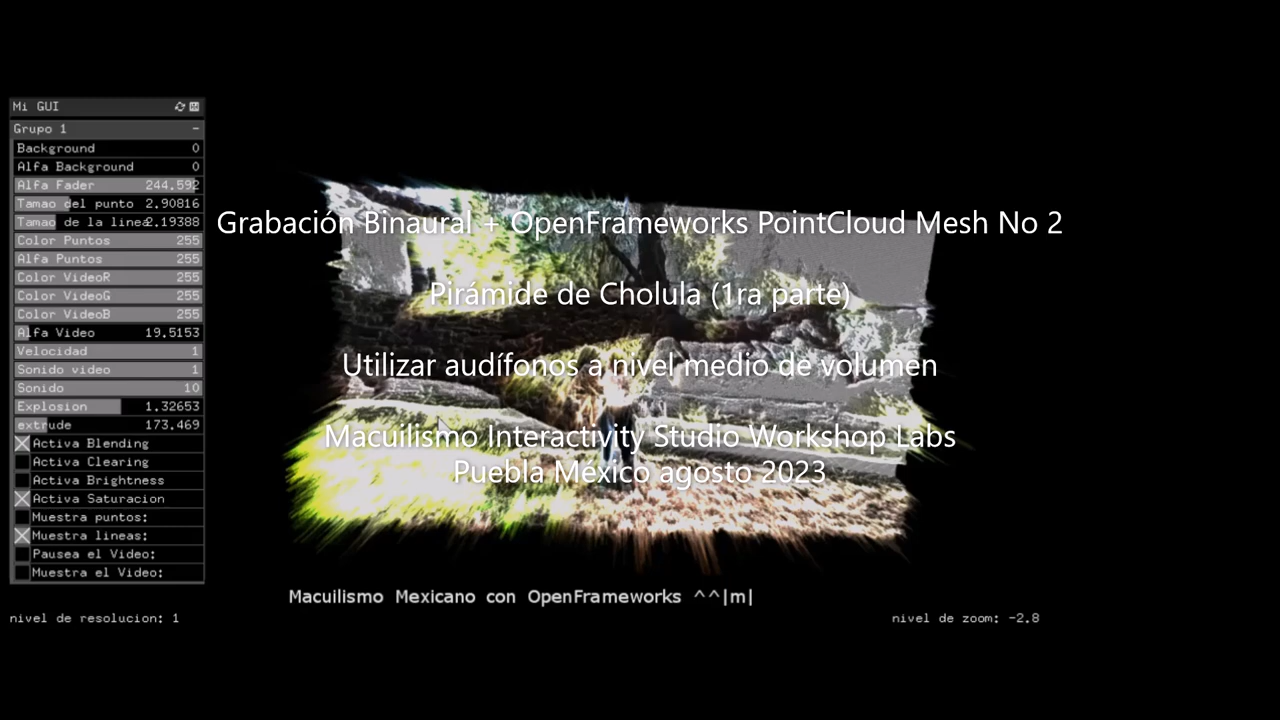 Mi GUI
Grupo 1 -
Background 0
Alfa Background 0
Alfa Fader 244.592
Tamao del punto 2.90816
Tamao de la linea 2.19388
Color Puntos 255
Alfa Puntos 255
Color VideoR 255
Color VideoG 255
Color VideoB 255
Alfa Video 19.5153
Velocidad 1
Sonido video 1
Sonido 10
Explosion 1.32653
extrude 173.469
Activa Blending
Activa Clearing
Activa Brightness
Activa Saturacion
Muestra puntos:
Muestra lineas:
Pausea el Video:
Muestra el Video:
Grabación Binaural + OpenFrameworks PointCloud Mesh No 2
Pirámide de Cholula (1ra parte)
Utilizar audífonos a nivel medio de volumen
Macuilismo Interactivity Studio Workshop Labs
Puebla México agosto 2023
Macuilismo Mexicano con OpenFrameworks ^^|m|
nivel de resolucion: 1
nivel de zoom: -2.8